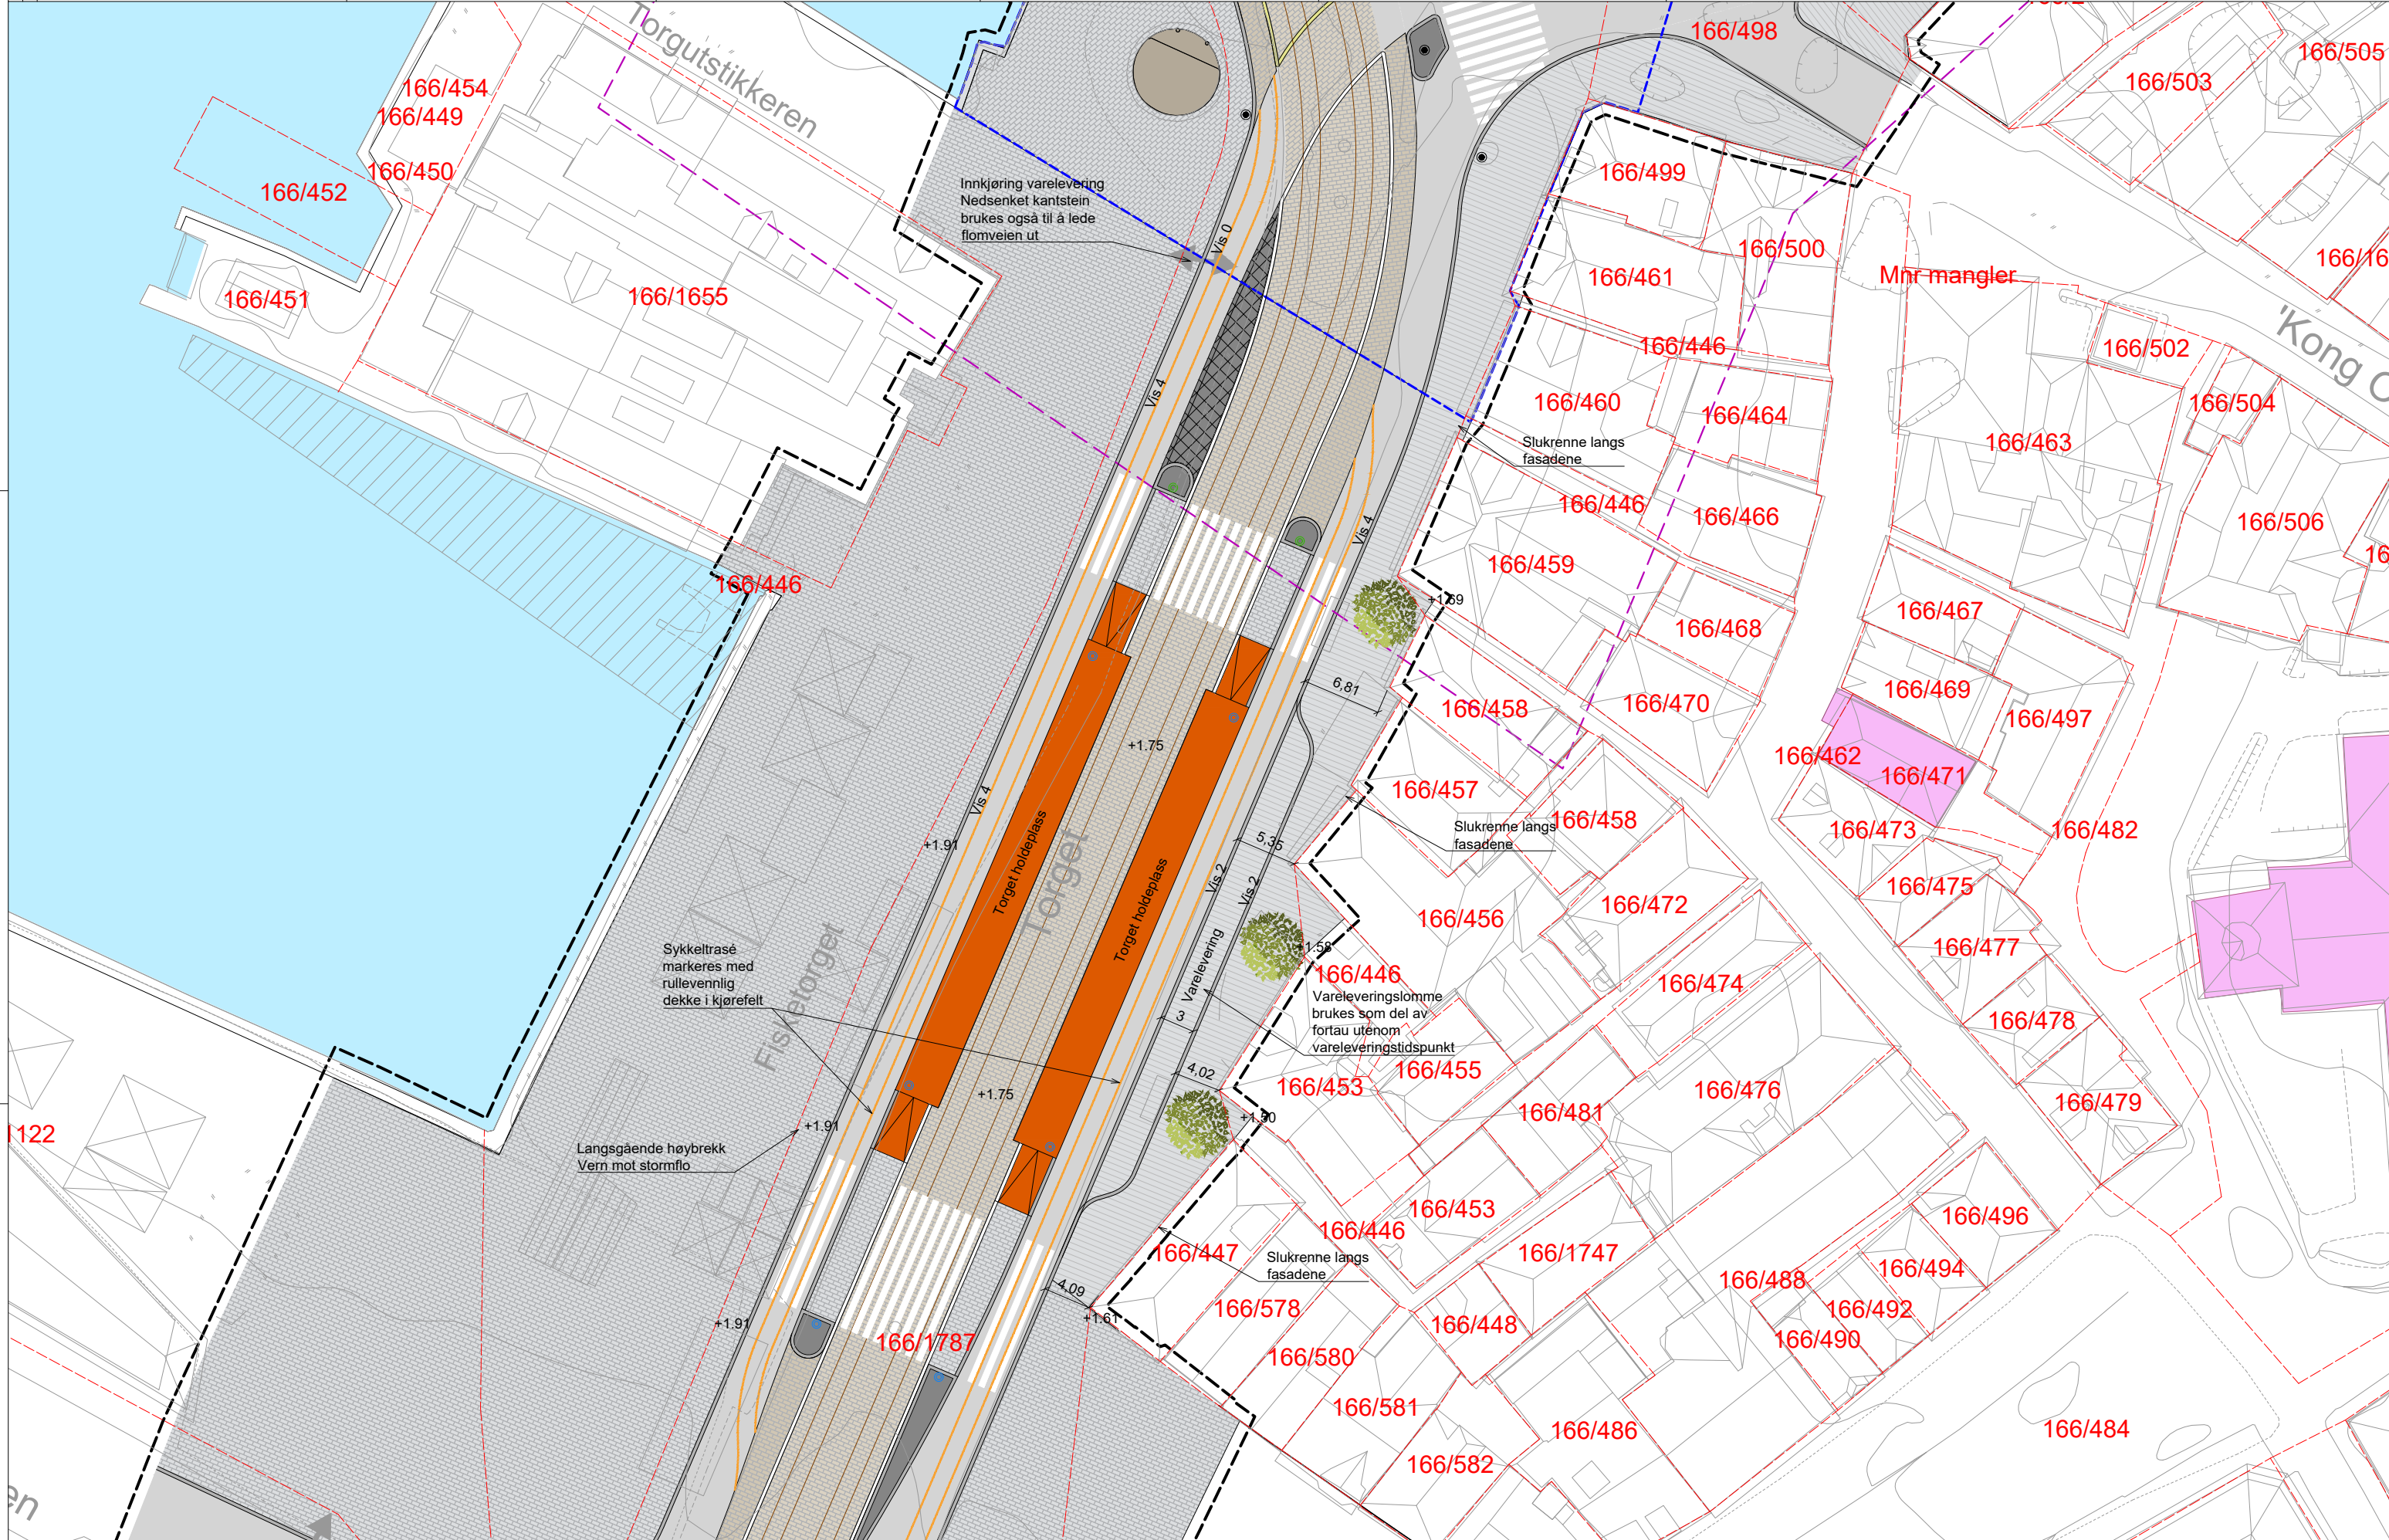 Torgutstikkeren
166/498
166/505
166/503
166/454
166/449
166/450
166/452
166/499
Innkjøring varelevering
Nedsenket kantstein
brukes også til å lede
flomveien ut
Vis 0
166/500
166/461
Mnr mangler
166/451
166/1655
'Kong
166/446
166/502
Vis 4
166/460
166/464
166/504
Slukrenne langs
fasadene
166/463
166/446
166/466
166/506
Vis 4
166/459
166/446
+1.69
166/467
166/468
6,81
166/458
166/470
166/469
166/497
+1.75
166/462
166/471
166/457
Vis 4
Slukrenne langs
fasadene
166/458
166/473
166/482
+1.91
5,35
Torget holdeplass
Torget
Torget holdeplass
Vis 2
Vis 2
166/475
166/456
166/472
Fisketorget
Sykkeltrasé
markeres med
rullevennlig
dekke i kjørefelt
Varelevering
+1.58
166/446
166/477
166/474
Vareleveringslomme
brukes som del av
fortau utenom
vareleveringstidspunkt
3
166/478
4,02
166/453
166/455
166/476
+1.75
166/481
166/479
+1.91
+1.50
1122
Langsgående høybrekk
Vern mot stormflo
166/453
166/496
166/446
166/447
Slukrenne langs
fasadene
166/1747
166/494
166/488
4,09
166/578
166/492
+1.61
+1.91
166/448
166/490
166/1787
166/580
166/581
166/486
166/484
166/582
en